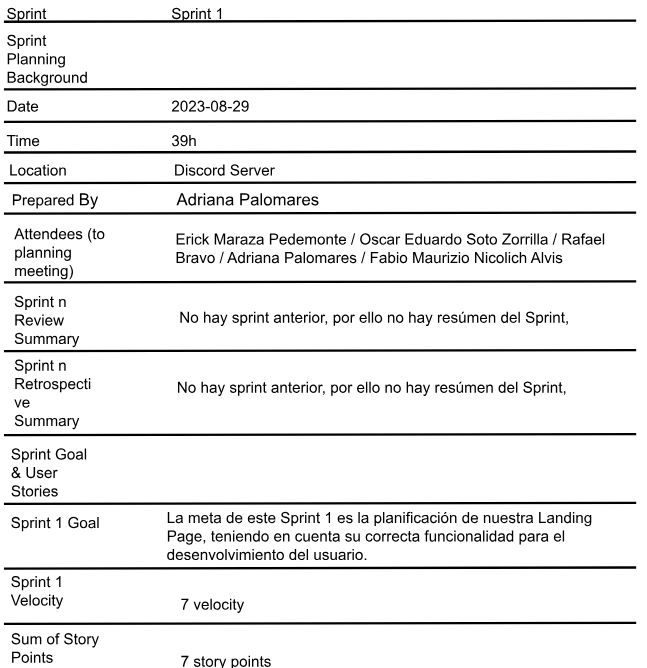 Sprint Sprint 1
Sprint
Planning
Background
Date 2023-08-29
Time 39h
Location Discord Server
Prepared By Adriana Palomares
Attendees (to
planning
meeting)
Erick Maraza Pedemonte / Oscar Eduardo Soto Zorrilla / Rafael
Bravo / Adriana Palomares / Fabio Maurizio Nicolich Alvis
Sprint n
Review
Summary
No hay sprint anterior, por ello no hay resúmen del Sprint,
Sprint n
Retrospecti
ve
Summary
No hay sprint anterior, por ello no hay resúmen del Sprint,
Sprint Goal
& User
Stories
Sprint 1 Goal
La meta de este Sprint 1 es la planificación de nuestra Landing
Page, teniendo en cuenta su correcta funcionalidad para el
desenvolvimiento del usuario.
Sprint 1
Velocity
7 velocity
Sum of Story
Points
7 story points